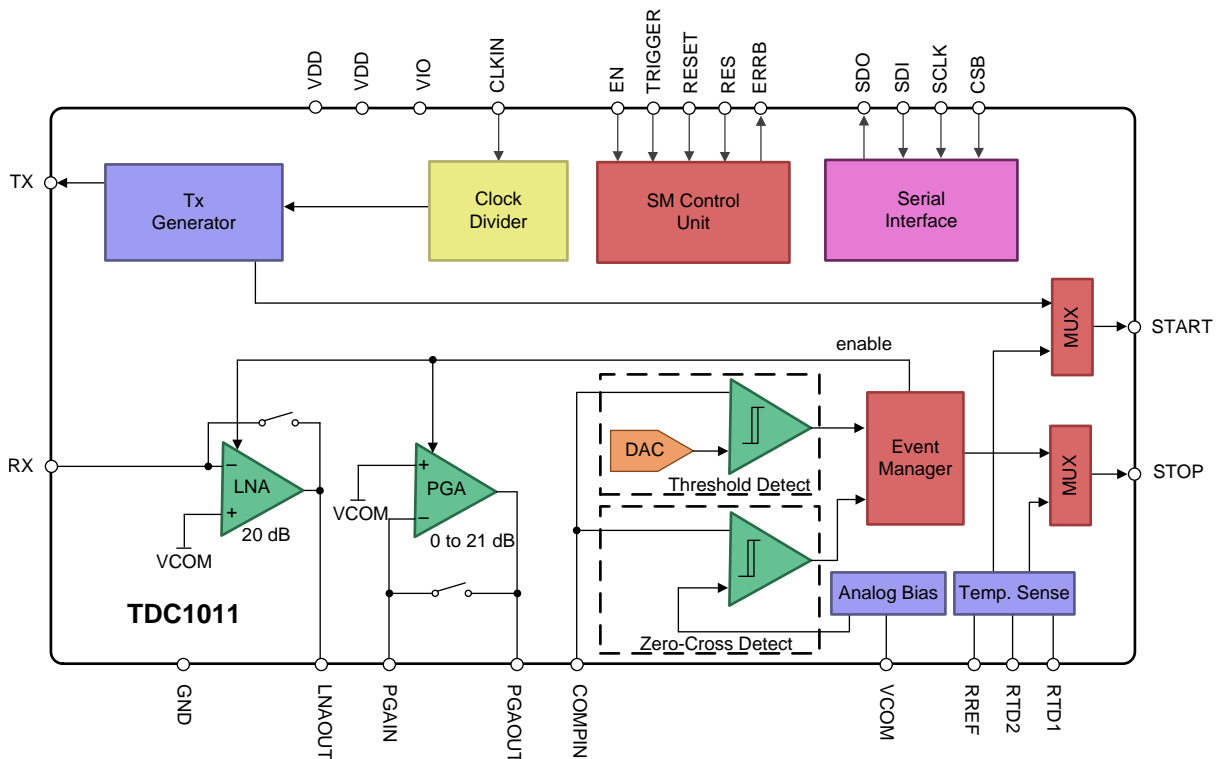 VDD
VDD
VIO
CLKIN
EN
TRIGGER
RESET
RES
ERRB
SDO
SDI
SCLK
CSB
TX
Tx
Generator
Clock
Divider
SM Control
Unit
Serial
Interface
MUX
START
enable
RX
LNA
20 dB
VCOM
PGA
VCOM
0 to 21 dB
DAC
Threshold Detect
Event
Manager
MUX
STOP
Zero-Cross Detect
Analog Bias
Temp. Sense
TDC1011
GND
LNAOUT
PGAIN
PGAOUT
COMPIN
VCOM
RREF
RTD2
RTD1